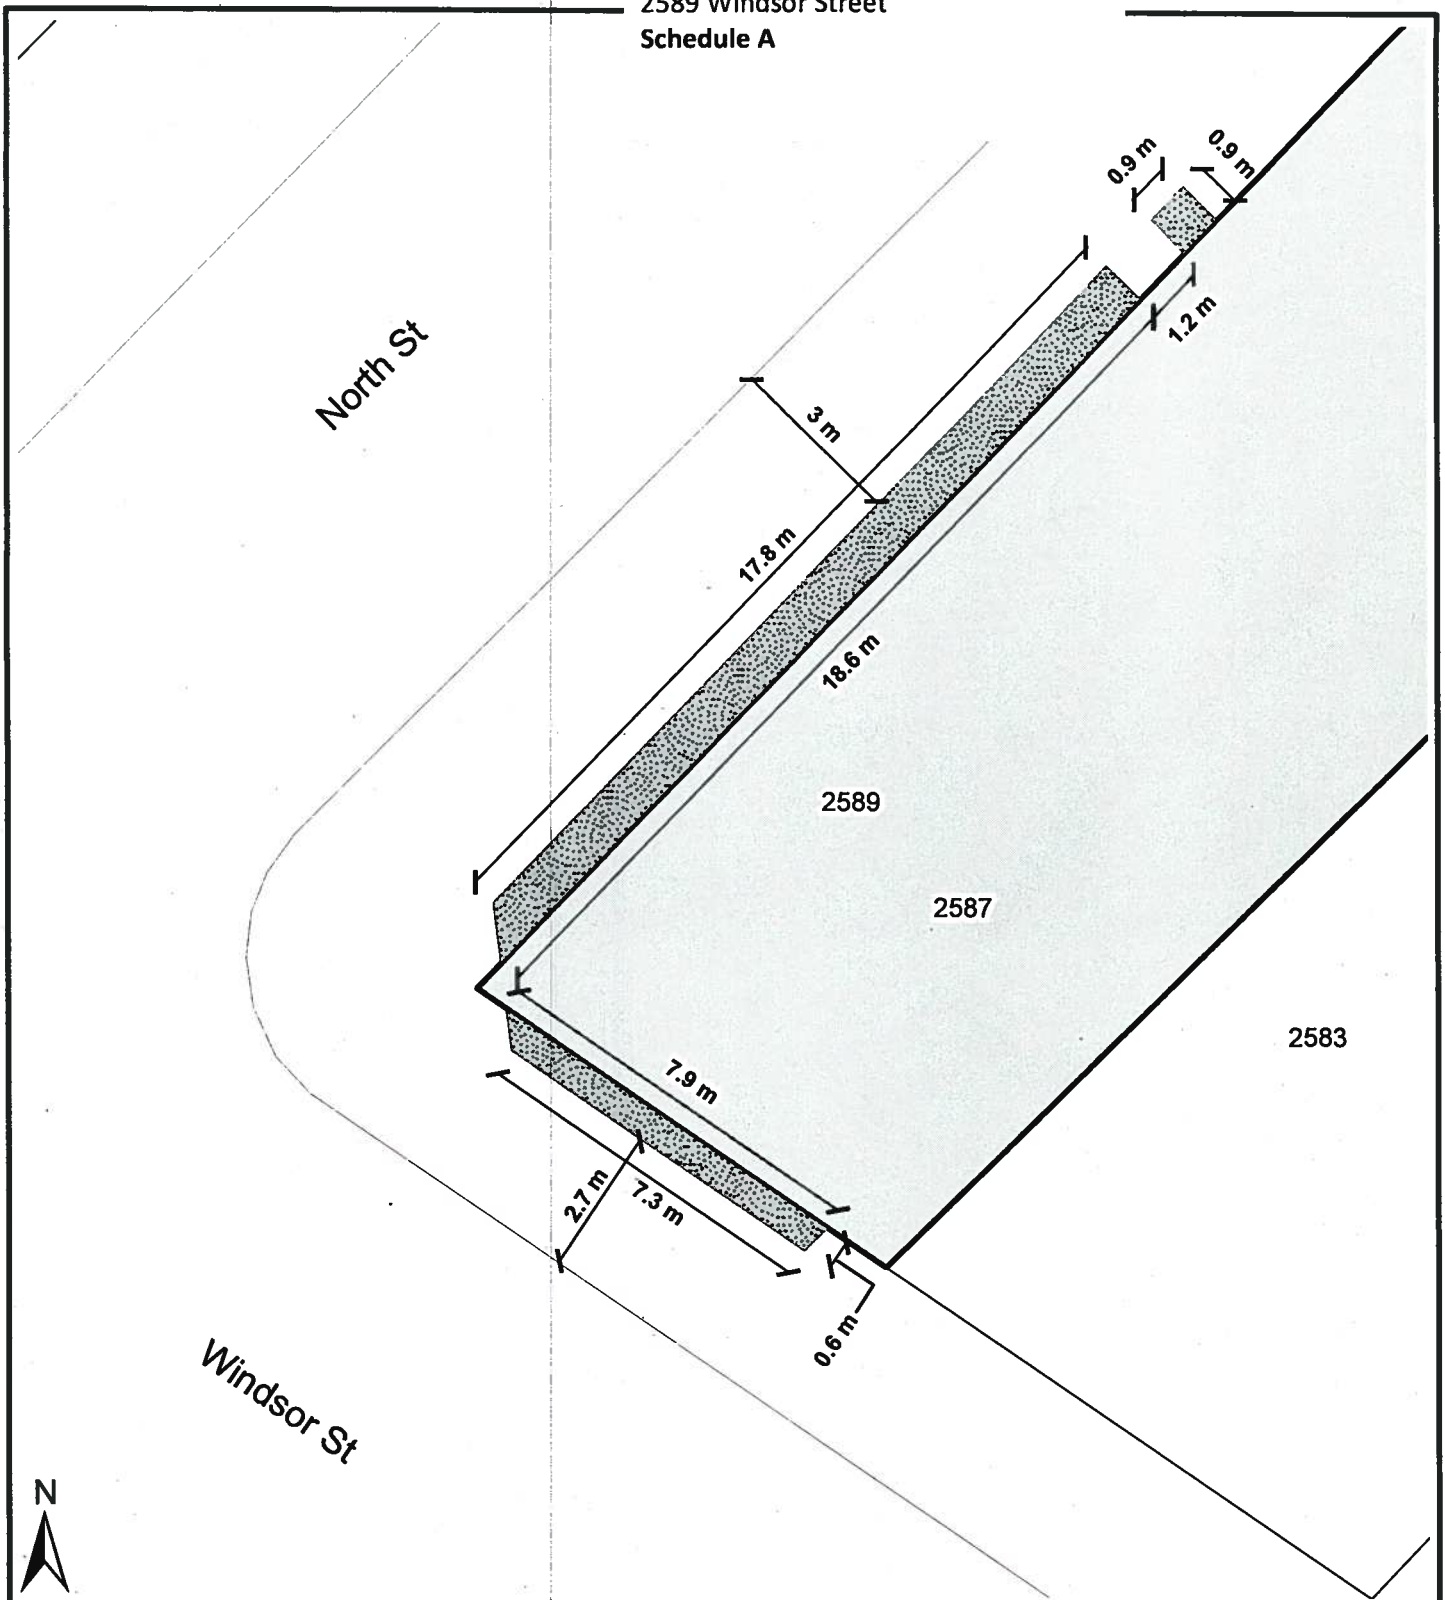 2589 Windsor Street
Schedule A
0.9 m
0.9 m
1.2 m
North St
3 m
17.8 m
18.6 m
2589
2587
2583
7.9 m
2.7 m
7.3 m
0.6 m
Windsor St
N